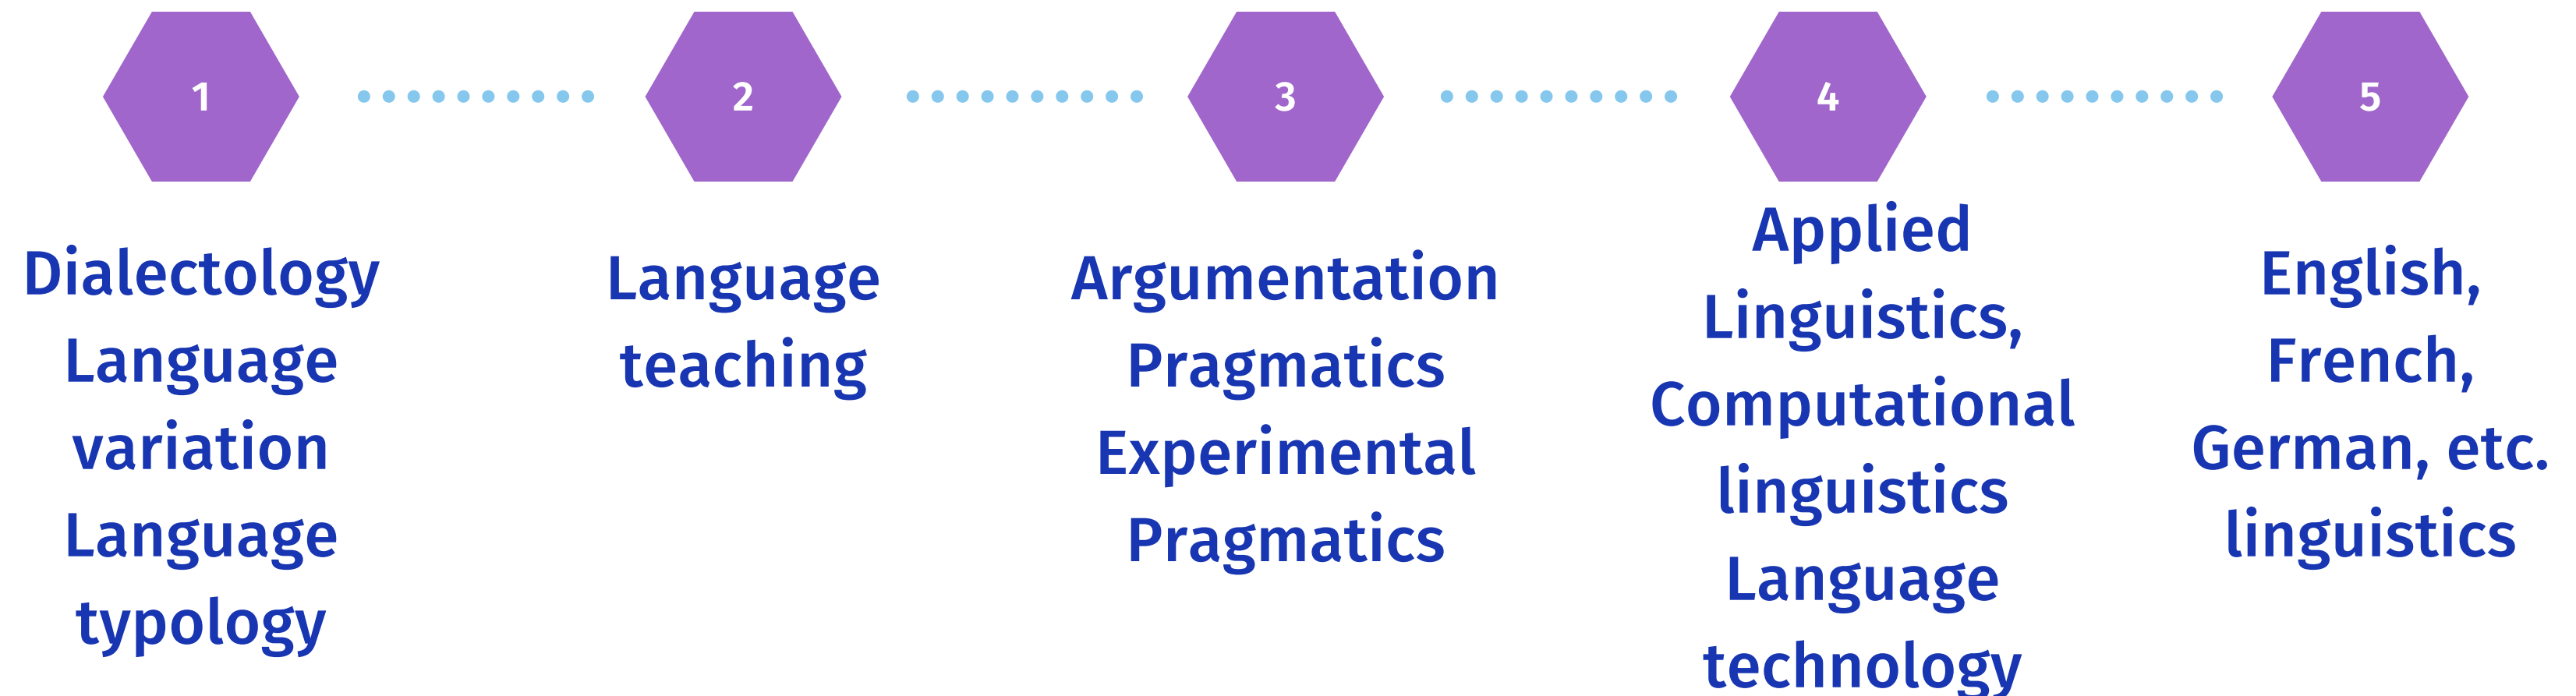 1
Dialectology
Language
variation
Language
typology
2
Language
teaching
3
Argumentation
Pragmatics
Experimental
Pragmatics
4
Applied
Linguistics,
Computational
linguistics
Language
technology
5
English,
French,
German, etc.
linguistics